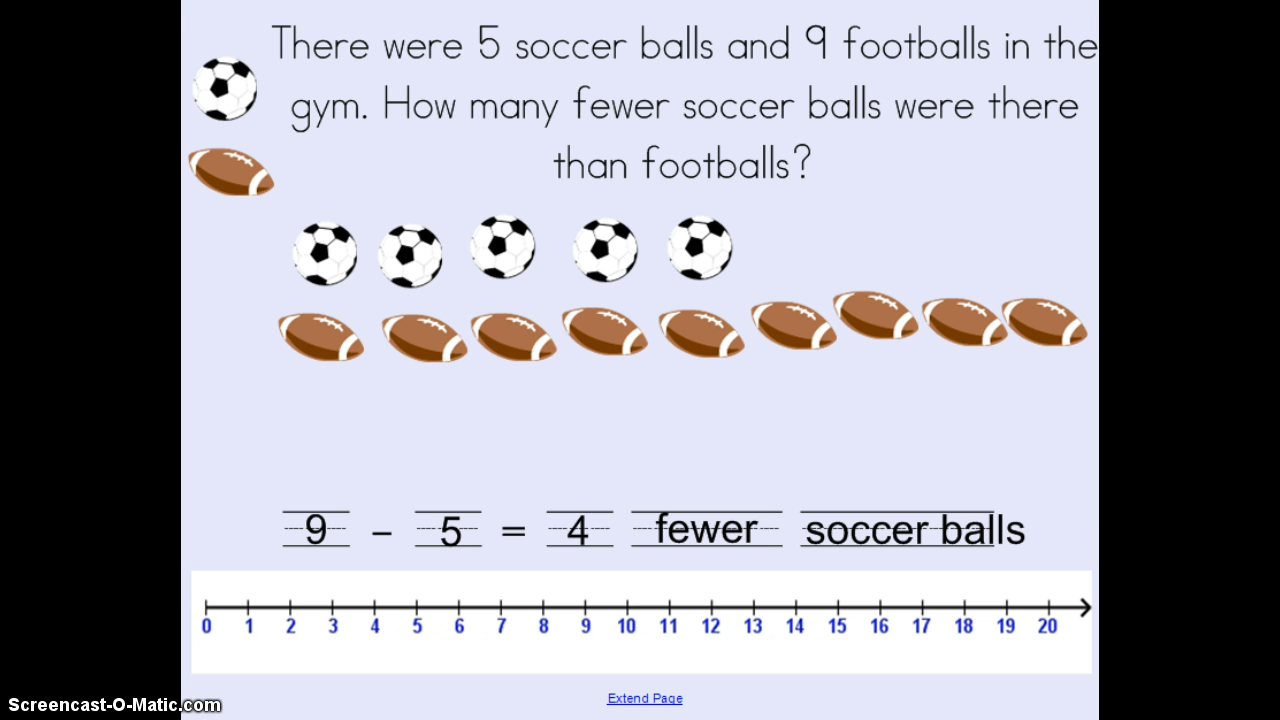 There were 5 soccer balls and 9 footballs in the
gym. How many fewer soccer balls were there
than footballs?
9 – 5 = 4 fewer soccer balls
0 1 2 3 4 5 6 7 8 9 10 11 12 13 14 15 16 17 18 19 20
Extend Page
Screencast-O-Matic.com